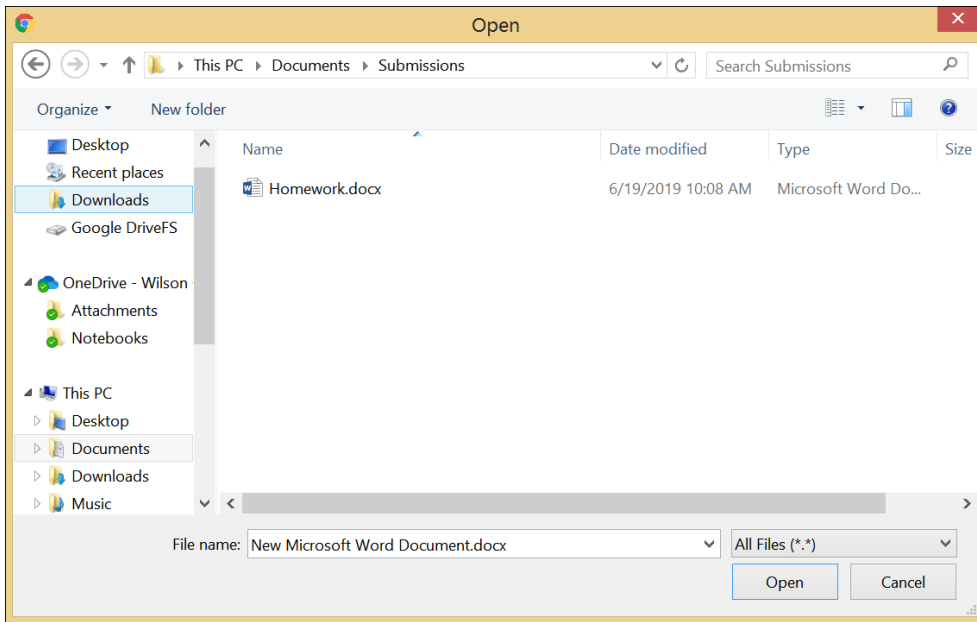 Open
This PC Documents Submissions
Search Submissions
Organize New folder
Name Date modified Type Size
Homework.docx 6/19/2019 10:08 AM Microsoft Word Do...
Desktop
Recent places
Downloads
Google DriveFS
OneDrive - Wilson
Attachments
Notebooks
This PC
Desktop
Documents
Downloads
Music
File name: New Microsoft Word Document.docx All Files (*.*)
Open Cancel